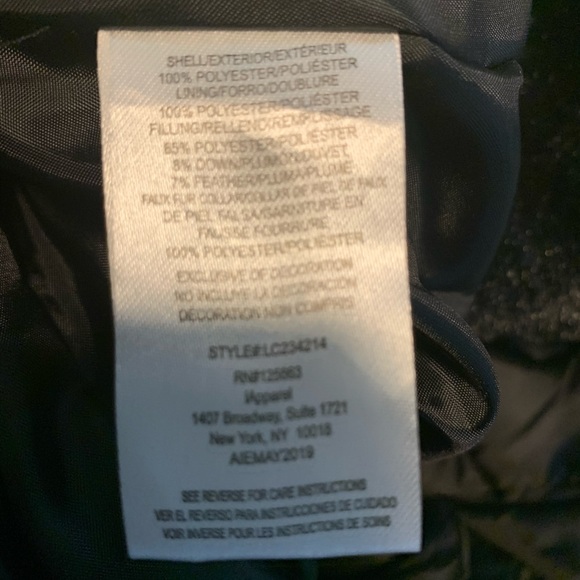 SHELL/EXTERIOR/EXTÉRIEUR
100% POLYESTER/POLIÉSTER
LINING/FORRO/DOUBLURE
100% POLYESTER/POLIÉSTER
FILLING/RELLENO/REMPLISSAGE
85% POLYESTER/POLIÉSTER
8% DOWN/PLUMÓN/DUVET
7% FEATHER/PLUMA/PLUME
FAUX FUR COLLAR/COLLAR DE PIEL DE FAUX
DE PIEL FALSA/GARNITURE EN
FAUSSE FOURRURE
100% POLYESTER/POLIÉSTER
EXCLUSIVE OF DECORATION
NO INCLUYE LA DECORACIÓN
DÉCORATION NON COMPRIS
STYLE#:LC234214
RN#125863
IApparel
1407 Broadway, Suite 1721
New York, NY 10018
AIEMAY2019
SEE REVERSE FOR CARE INSTRUCTIONS
VER EL REVERSO PARA INSTRUCCIONES DE CUIDADO
VOIR INVERSE POUR LES INSTRUCTIONS DE SOINS